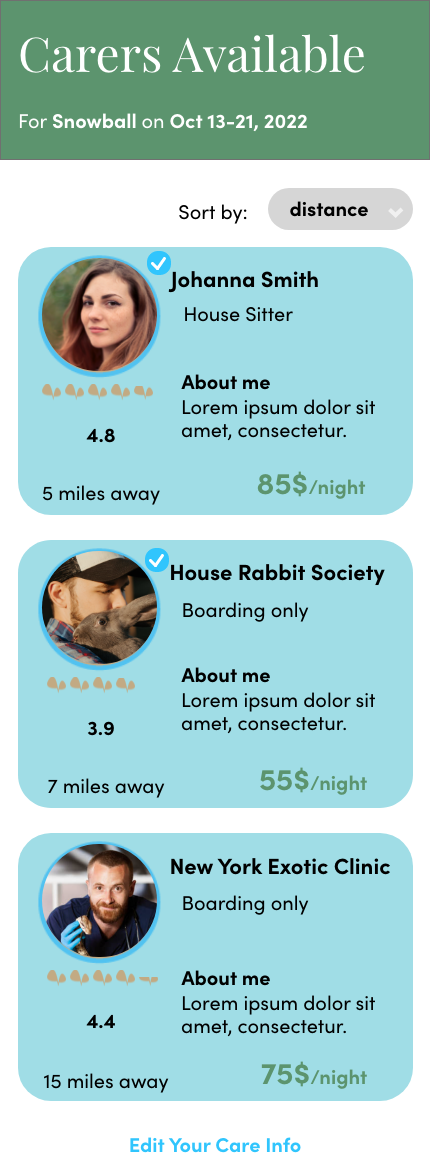 Carers Available
For Snowball on Oct 13-21, 2022
Sort by: distance
Johanna Smith
House Sitter
About me
Lorem ipsum dolor sit
amet, consectetur.
4.8
5 miles away
85$/night
House Rabbit Society
Boarding only
About me
Lorem ipsum dolor sit
amet, consectetur.
3.9
7 miles away
55$/night
New York Exotic Clinic
Boarding only
About me
Lorem ipsum dolor sit
amet, consectetur.
4.4
15 miles away
75$/night
Edit Your Care Info